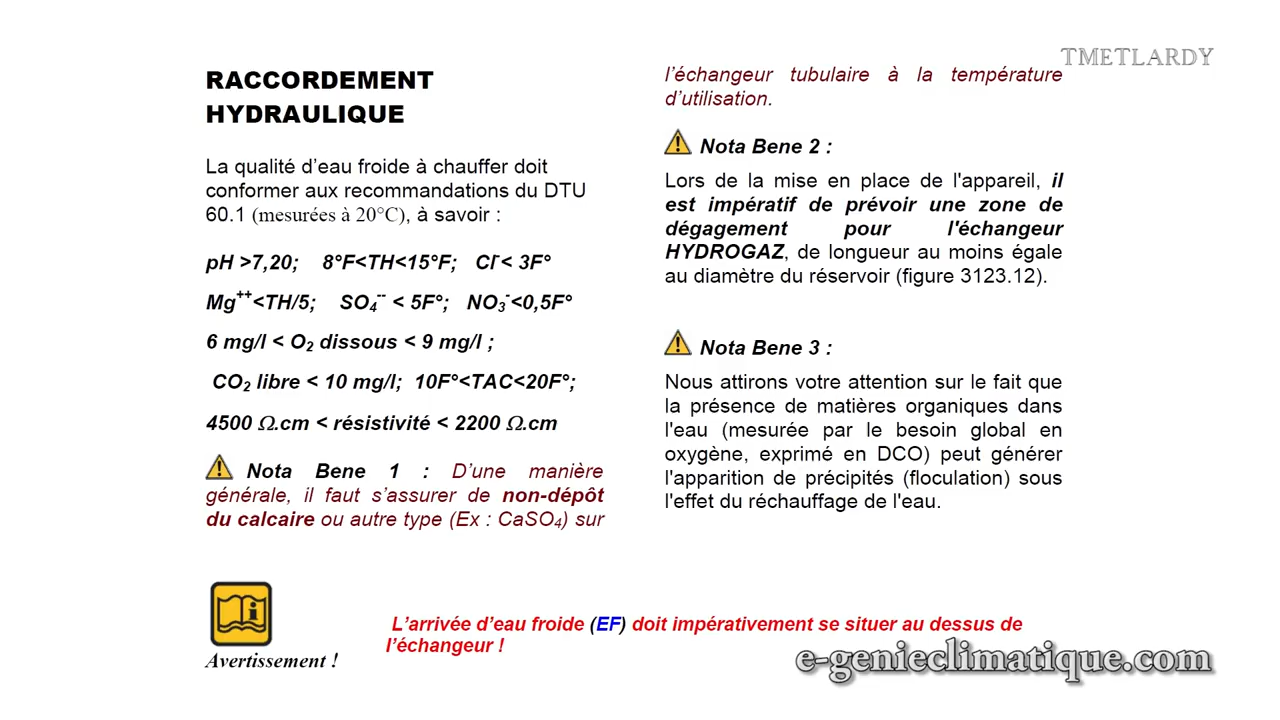 TMETLARDY
RACCORDEMENT
HYDRAULIQUE
La qualité d’eau froide à chauffer doit
conformer aux recommandations du DTU
60.1 (mesurées à 20°C), à savoir :
pH >7,20; 8°F<TH<15°F; Cl⁻< 3F°
Mg⁺⁺<TH/5; SO₄⁻⁻ < 5F°; NO₃⁻<0,5F°
6 mg/l < O₂ dissous < 9 mg/l ;
CO₂ libre < 10 mg/l; 10F°<TAC<20F°;
4500 Ω.cm < résistivité < 2200 Ω.cm
Nota Bene 1 : D’une manière
générale, il faut s’assurer de non-dépôt
du calcaire ou autre type (Ex : CaSO₄) sur
l’échangeur tubulaire à la température
d’utilisation.
Nota Bene 2 :
Lors de la mise en place de l'appareil, il
est impératif de prévoir une zone de
dégagement pour l'échangeur
HYDROGAZ, de longueur au moins égale
au diamètre du réservoir (figure 3123.12).
Nota Bene 3 :
Nous attirons votre attention sur le fait que
la présence de matières organiques dans
l'eau (mesurée par le besoin global en
oxygène, exprimé en DCO) peut générer
l'apparition de précipités (floculation) sous
l'effet du réchauffage de l'eau.
Avertissement !
L’arrivée d’eau froide (EF) doit impérativement se situer au dessus de
l’échangeur !
e-genieclimatique.com